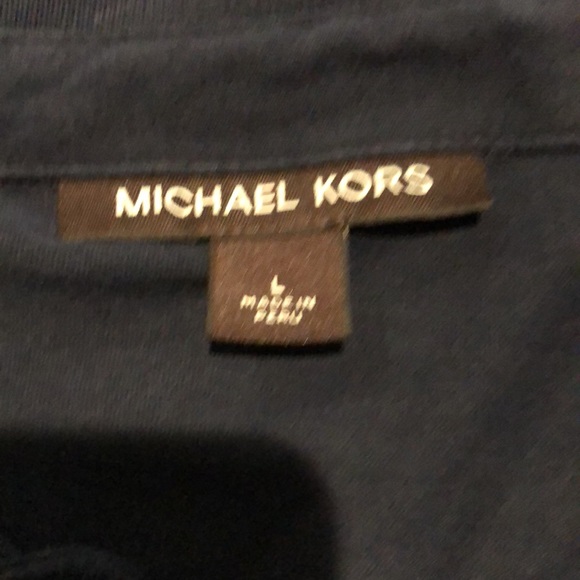 MICHAEL KORS
L
MADE IN
PERU